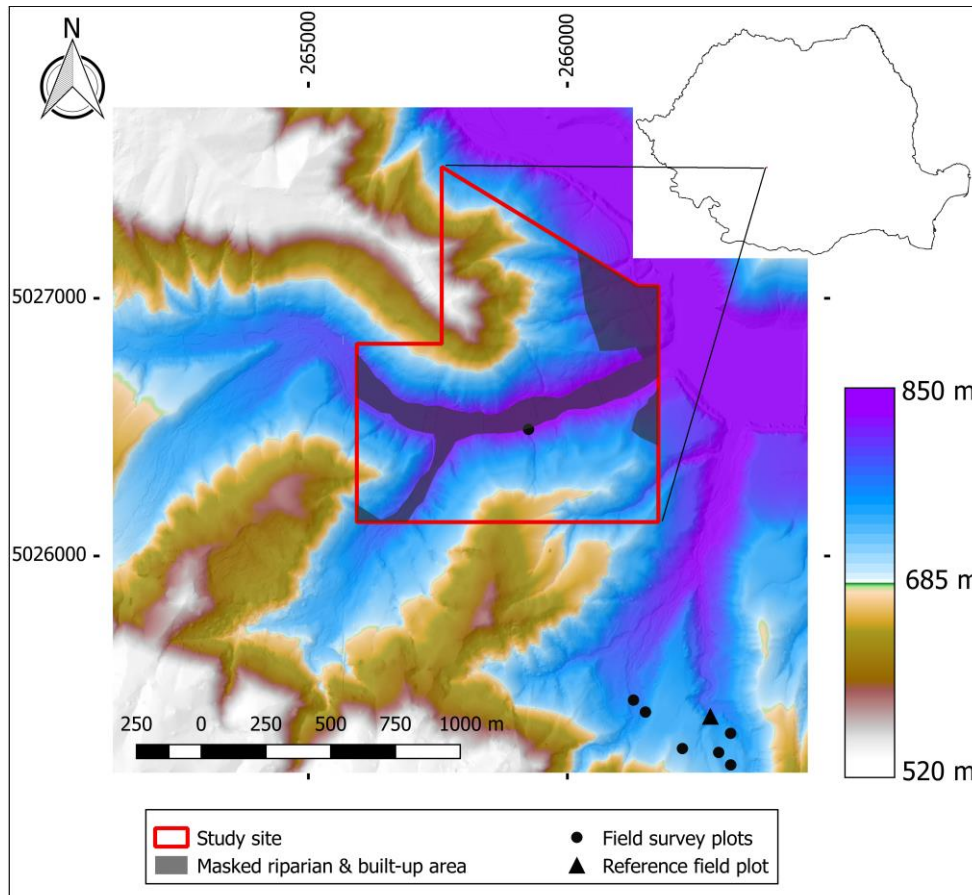 N
265000
266000
5027000
5026000
850 m
685 m
520 m
250 0 250 500 750 1000 m
Study site
Masked riparian & built-up area
Field survey plots
Reference field plot